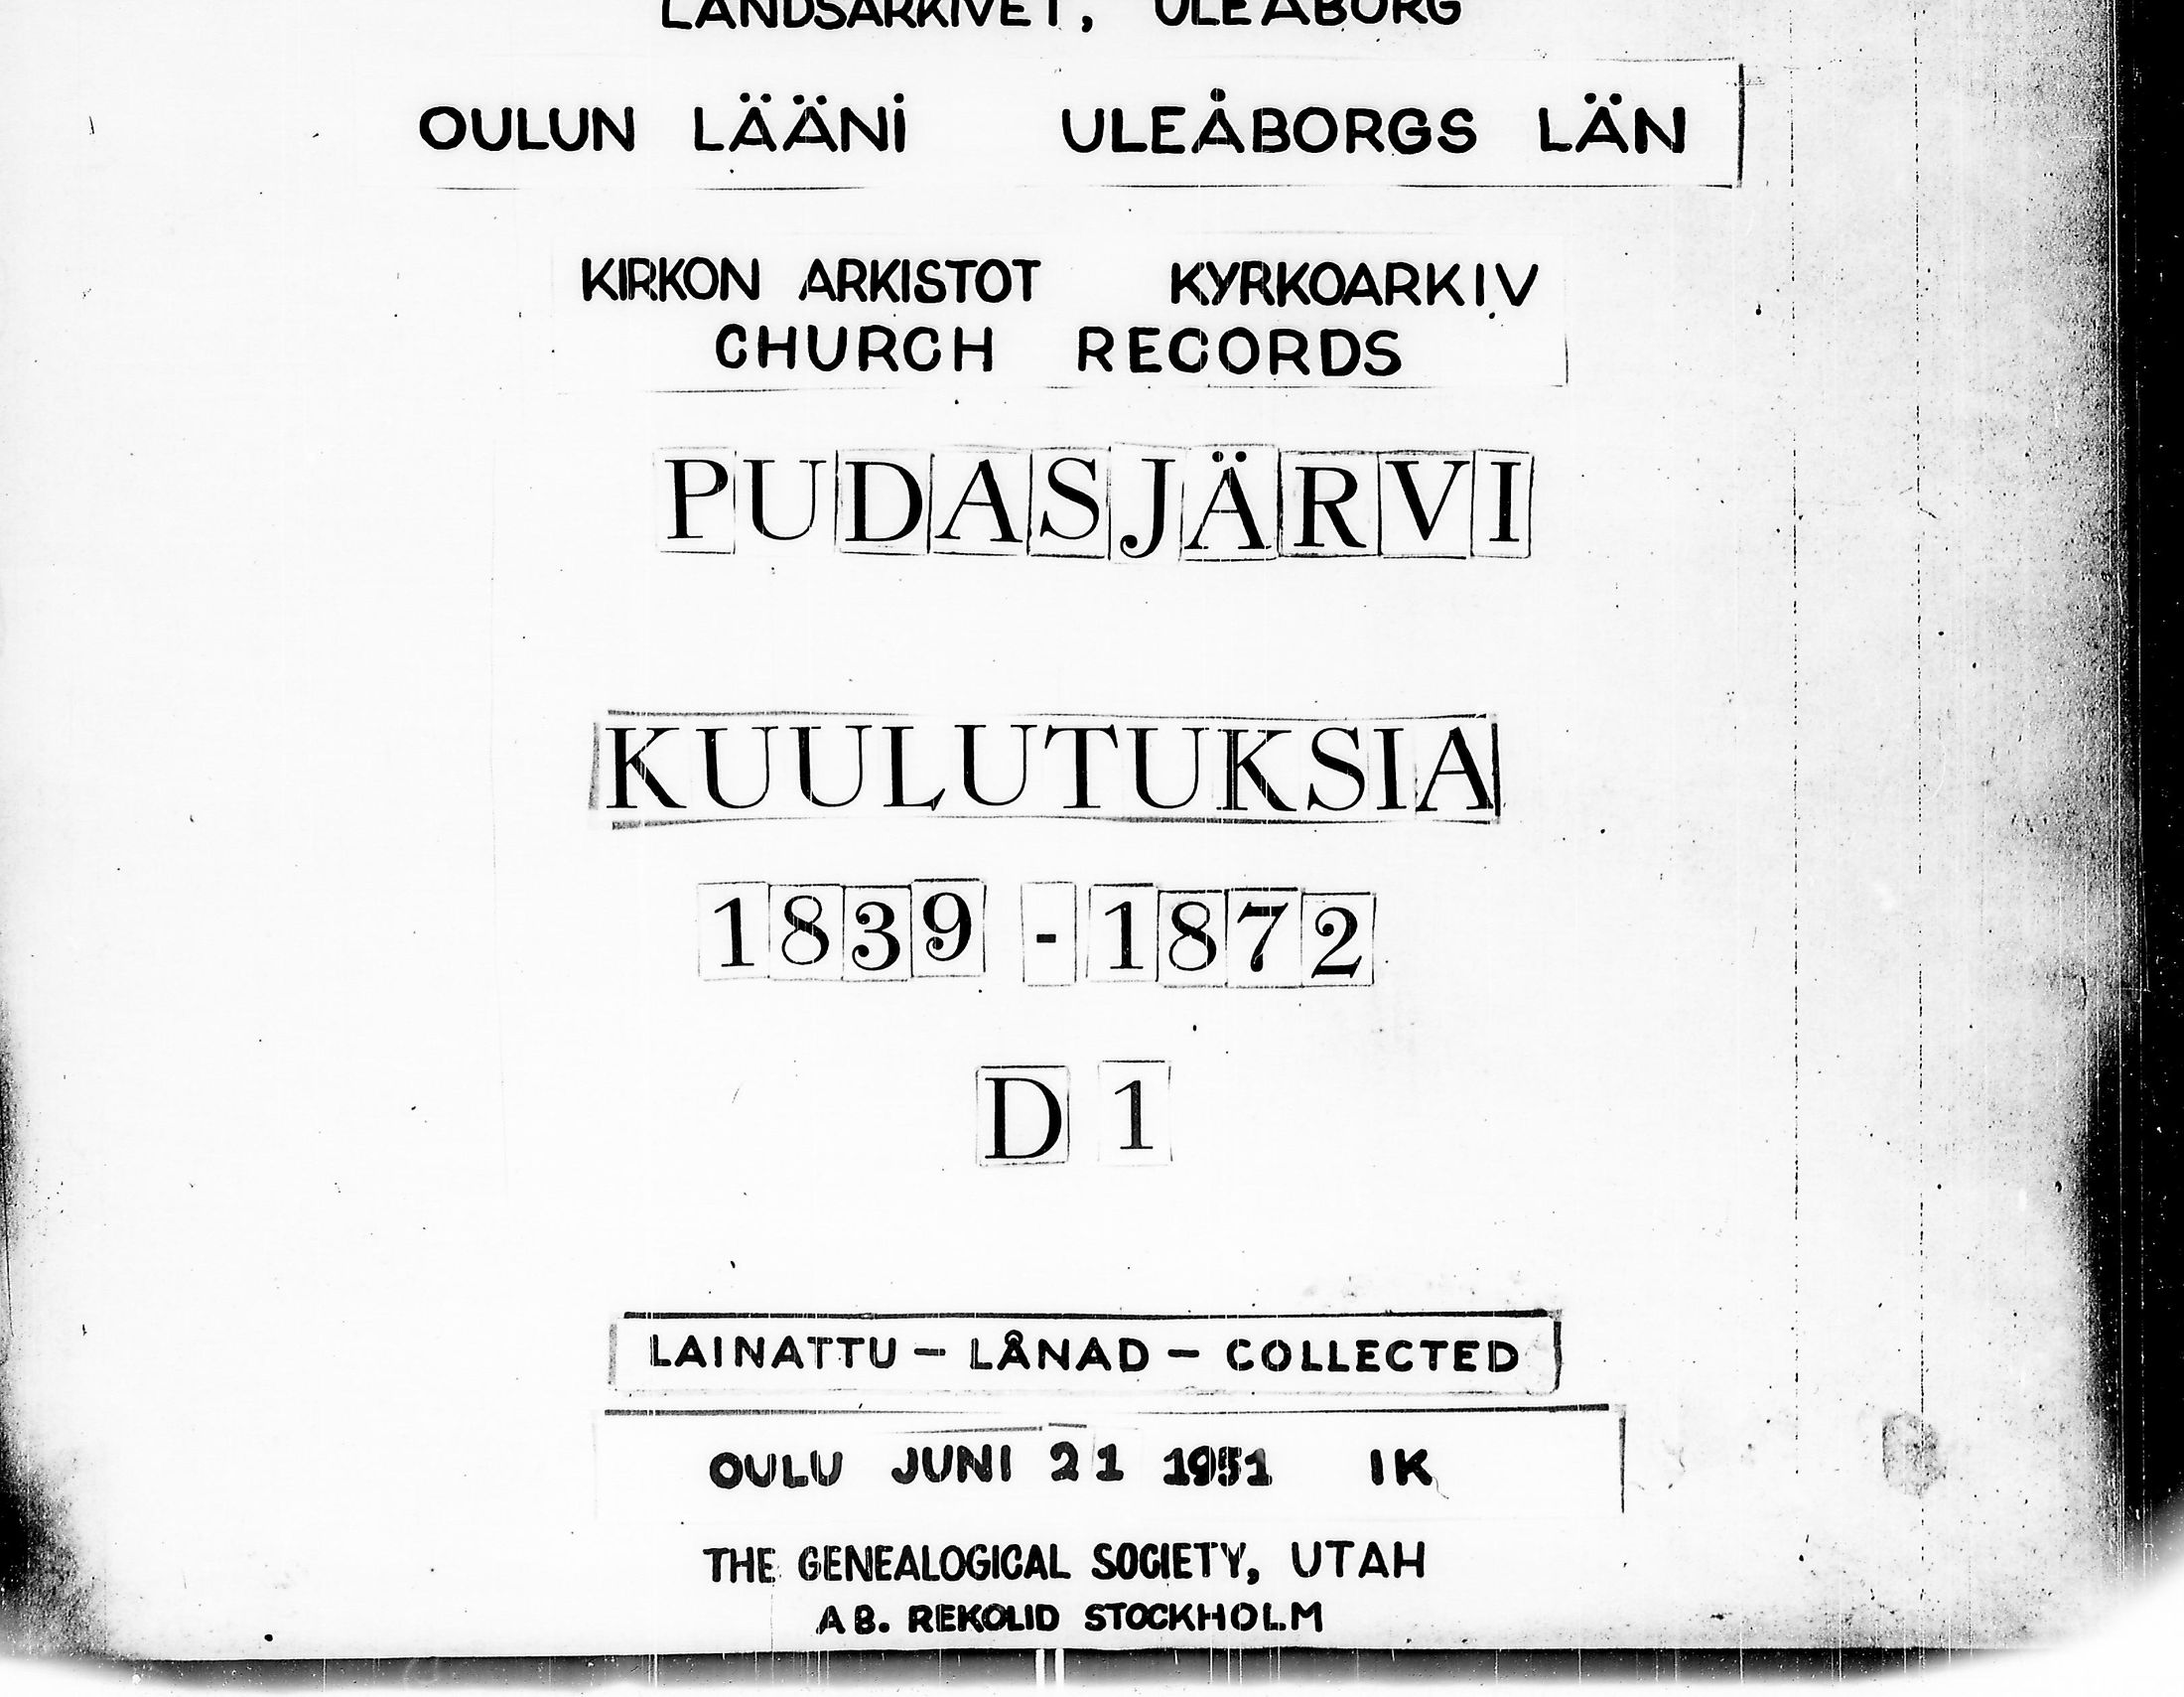 LANDSARKIVET, ULEÅBORG
OULUN LÄÄNI ULEÅBORGS LÄN
KIRKON ARKISTOT KYRKOARKIV
CHURCH RECORDS
PUDASJÄRVI
KUULUTUKSIA
1839 - 1872
D 1
LAINATTU - LÅNAD - COLLECTED
OULU JUNI 21 1951 IK
THE GENEALOGICAL SOCIETY, UTAH
AB. REKOLID STOCKHOLM